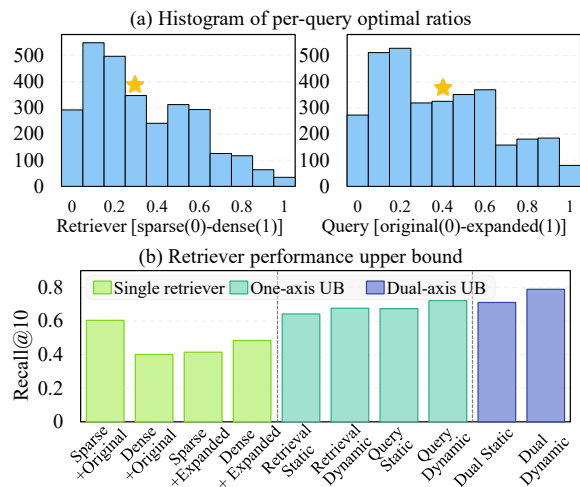 (a) Histogram of per-query optimal ratios
500
400
300
200
100
0
0 0.2 0.4 0.6 0.8 1
Retriever [sparse(0)-dense(1)]
500
400
300
200
100
0
0 0.2 0.4 0.6 0.8 1
Query [original(0)-expanded(1)]
(b) Retriever performance upper bound
Single retriever
One-axis UB
Dual-axis UB
Recall@10
0.8
0.6
0.4
0.2
0
Sparse
+Original
Dense
+Original
Sparse
+Expanded
Dense
+ Expanded
Retrieval
Static
Retrieval
Dynamic
Query
Static
Query
Dynamic
Dual Static
Dual
Dynamic